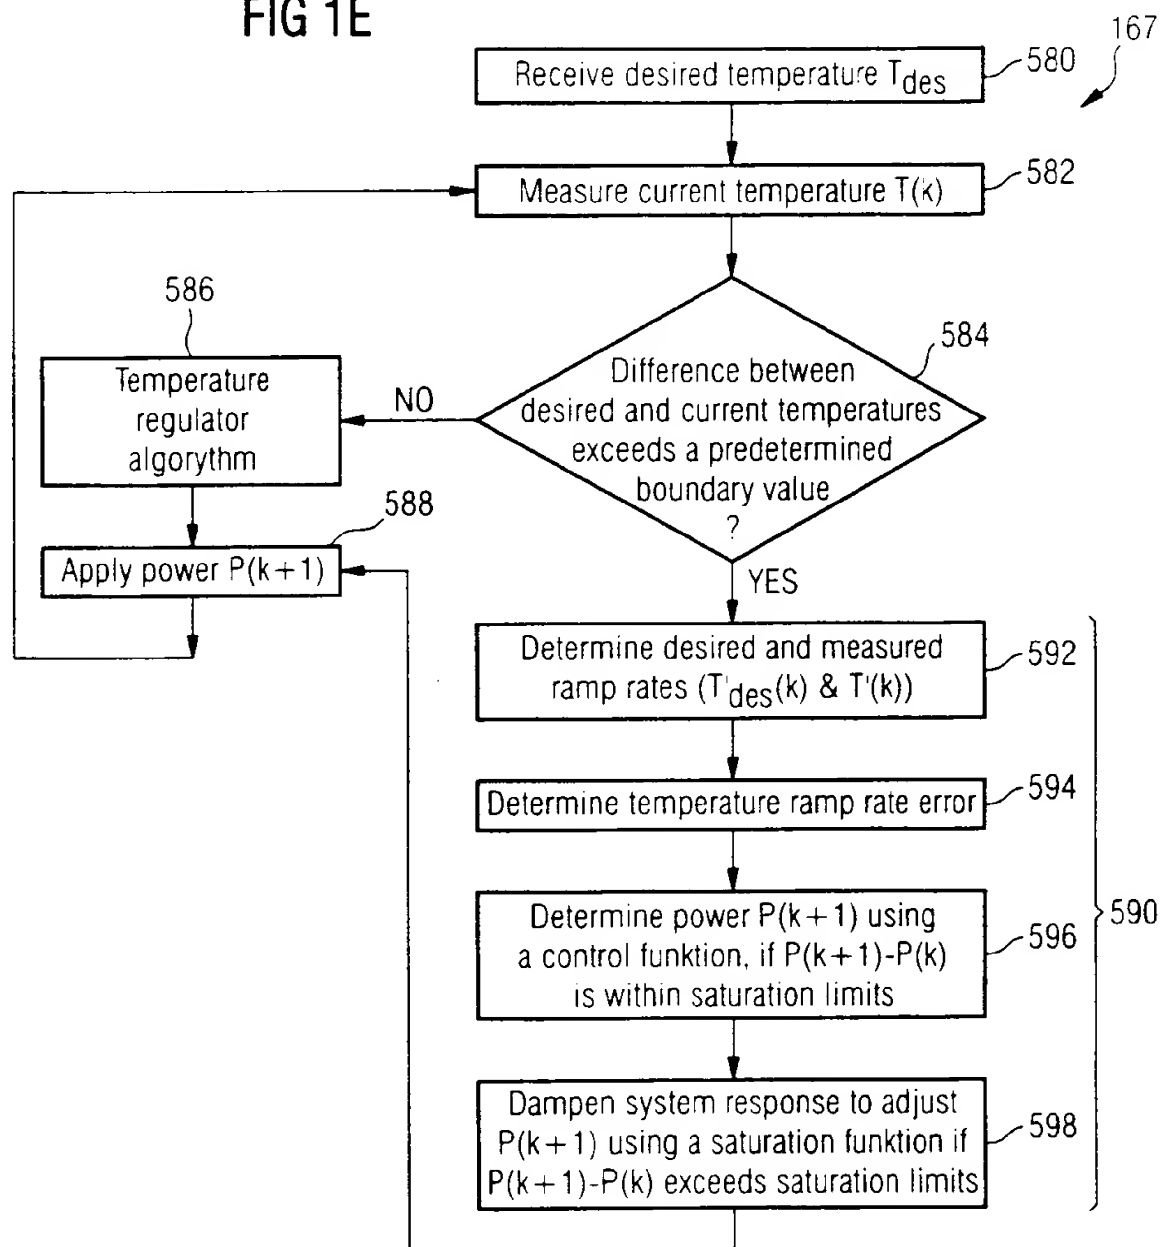 FIG 1E
167
Receive desired temperature Tdes
580
Measure current temperature T(k)
582
586
584
Temperature
regulator
algorythm
NO
Difference between
desired and current temperatures
exceeds a predetermined
boundary value
?
588
Apply power P(k+1)
YES
Determine desired and measured
ramp rates (T'des(k) & T'(k))
592
Determine temperature ramp rate error
594
Determine power P(k+1) using
a control funktion, if P(k+1)-P(k)
is within saturation limits
596
590
Dampen system response to adjust
P(k+1) using a saturation funktion if
P(k+1)-P(k) exceeds saturation limits
598